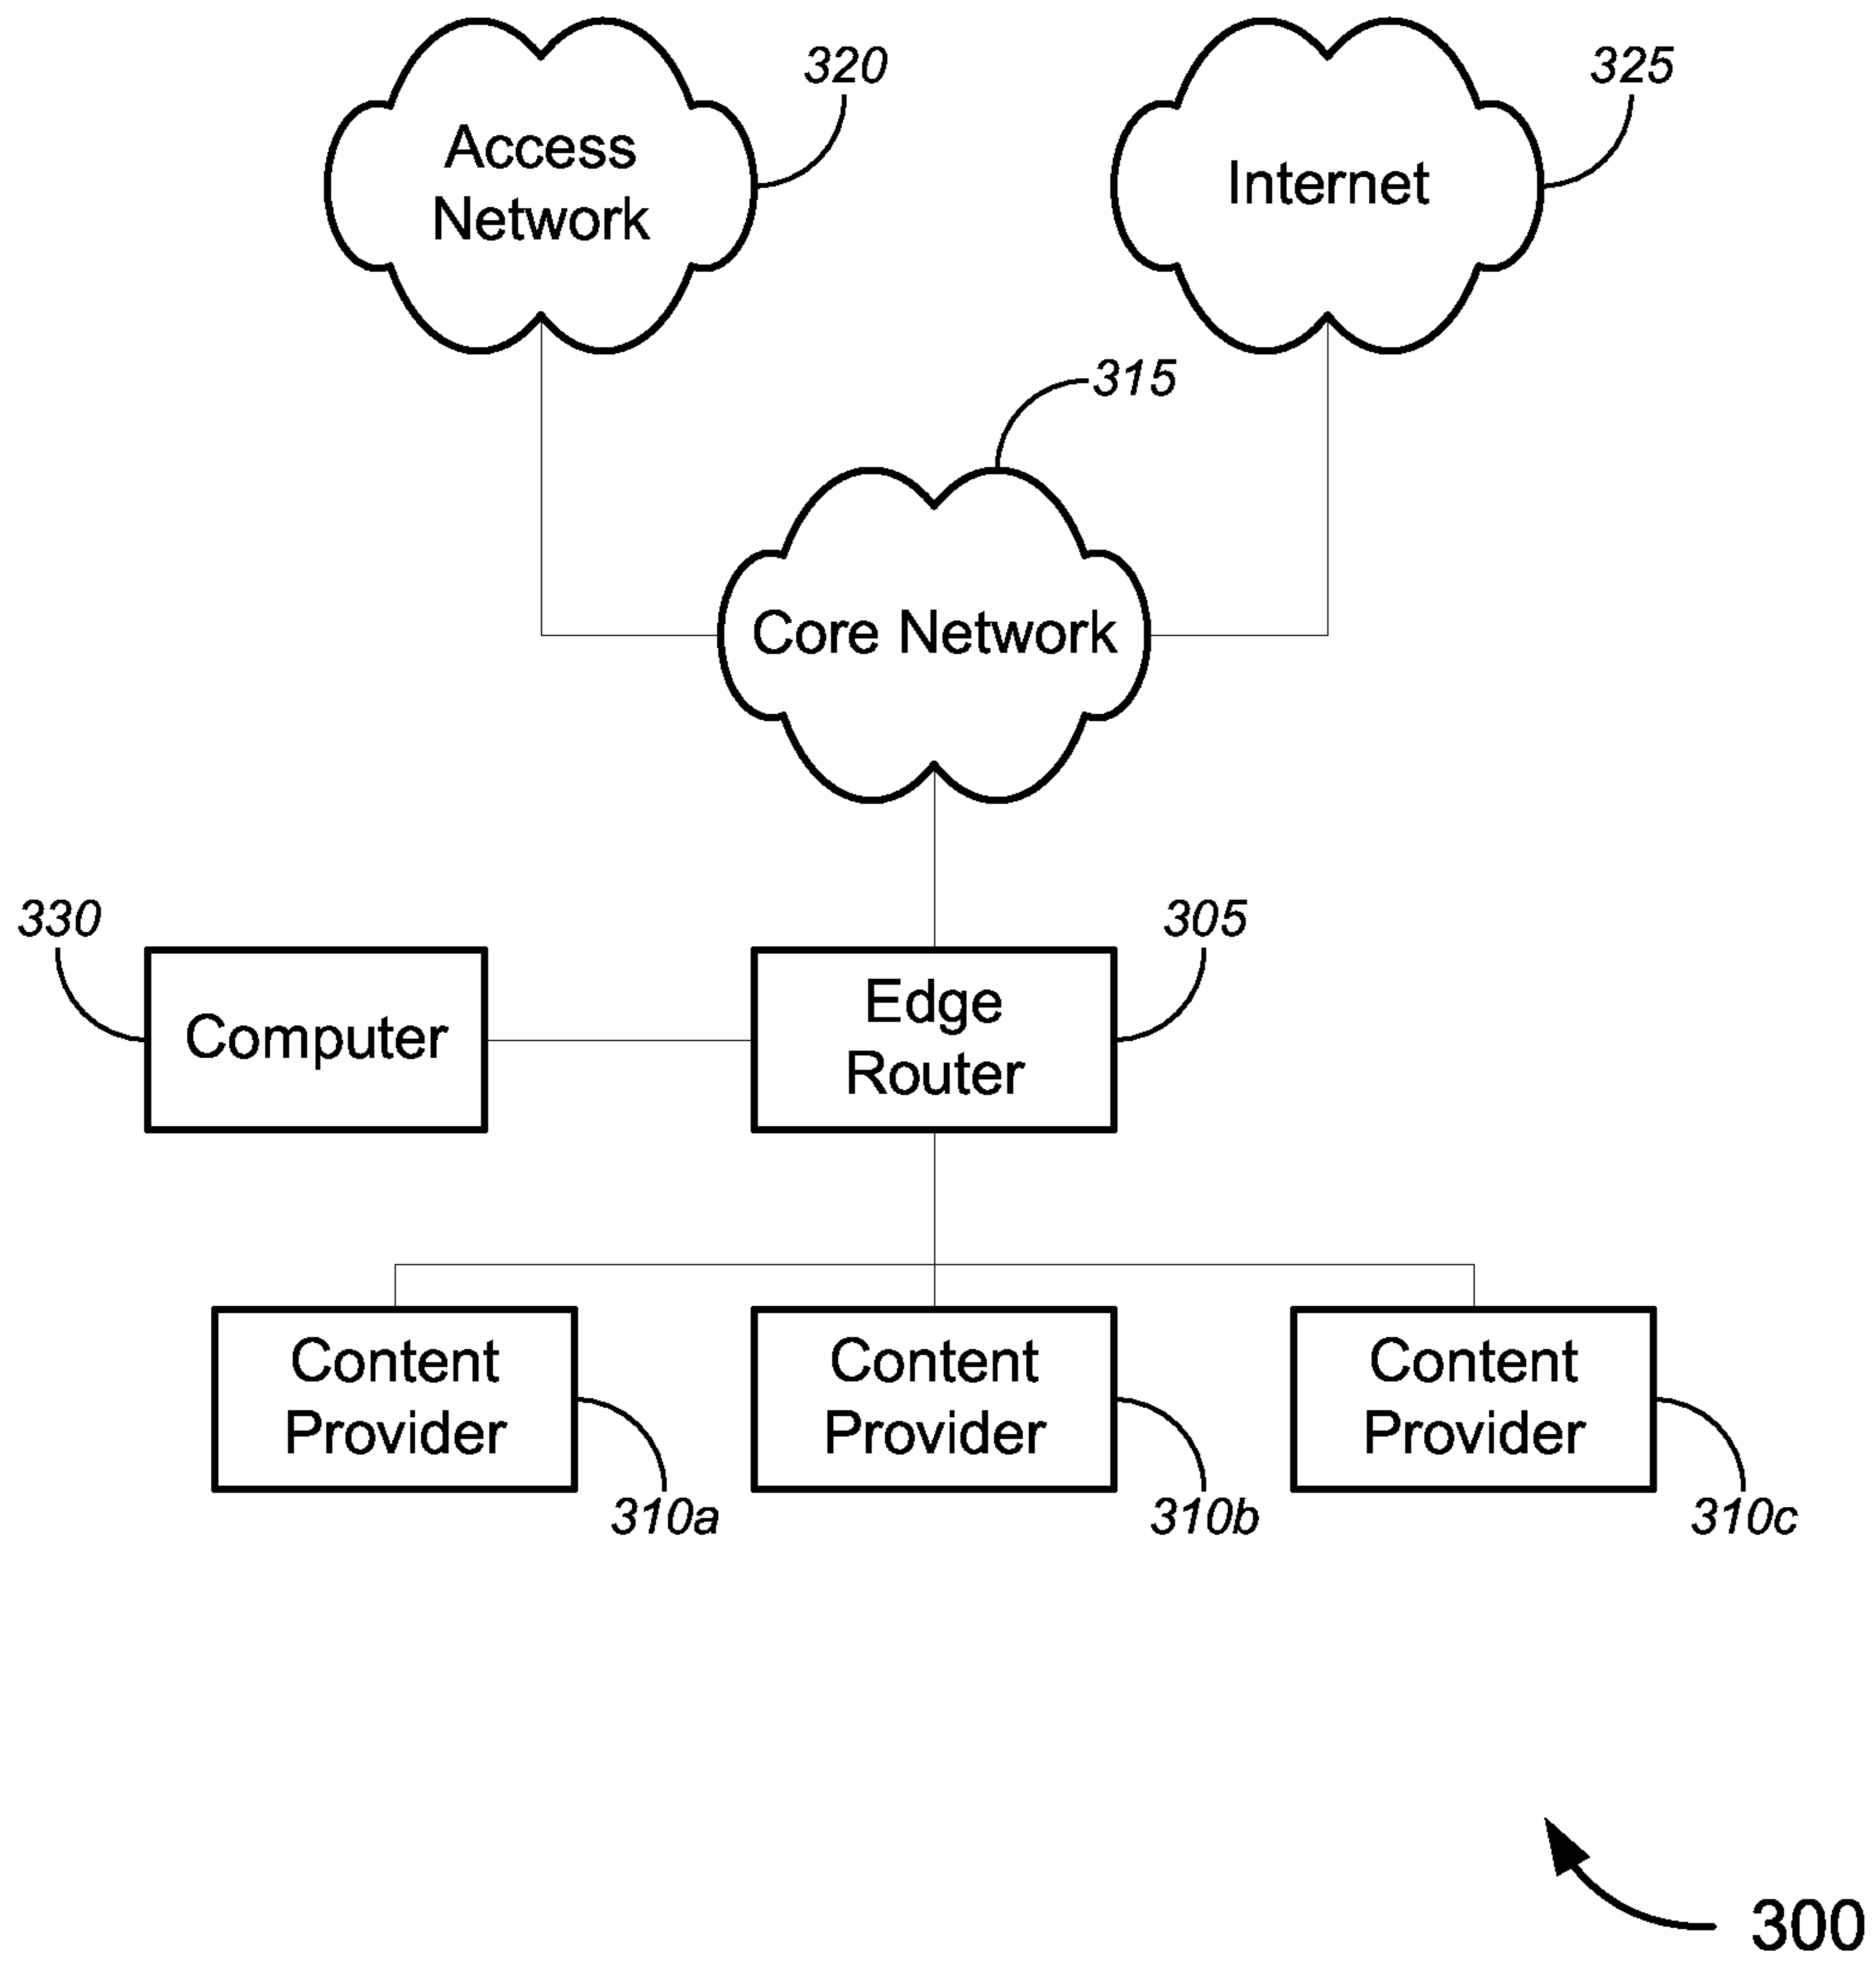 320
325
Access
Network
Internet
315
Core Network
330
305
Computer
Edge
Router
Content
Provider
Content
Provider
Content
Provider
310a
310b
310c
300